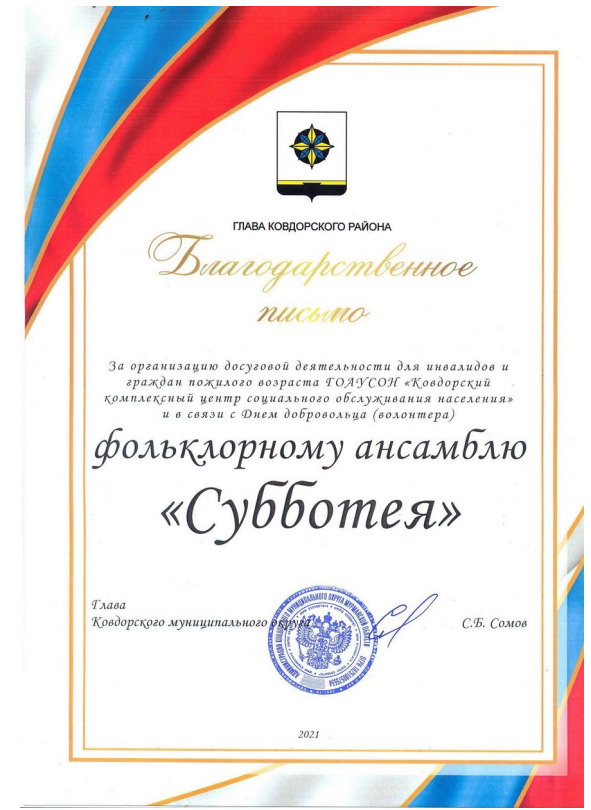 ГЛАВА КОВДОРСКОГО РАЙОНА
Благодарственное
письмо
За организацию досуговой деятельности для инвалидов и
граждан пожилого возраста ГОАУСОН «Ковдорский
комплексный центр социального обслуживания населения»
и в связи с Днем добровольца (волонтера)
фольклорному ансамблю
«Субботея»
Глава
Ковдорского муниципального округа
С.Б. Сомов
2021